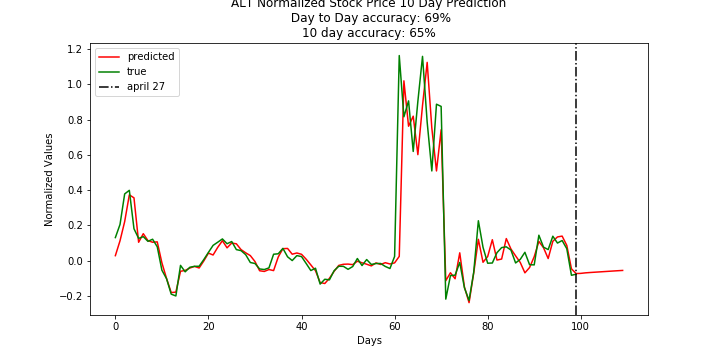 ALT Normalized Stock Price 10 Day Prediction
Day to Day accuracy: 69%
10 day accuracy: 65%
1.2
1.0
0.8
0.6
0.4
0.2
0.0
−0.2
Normalized Values
predicted
true
april 27
0
20
40
60
80
100
Days